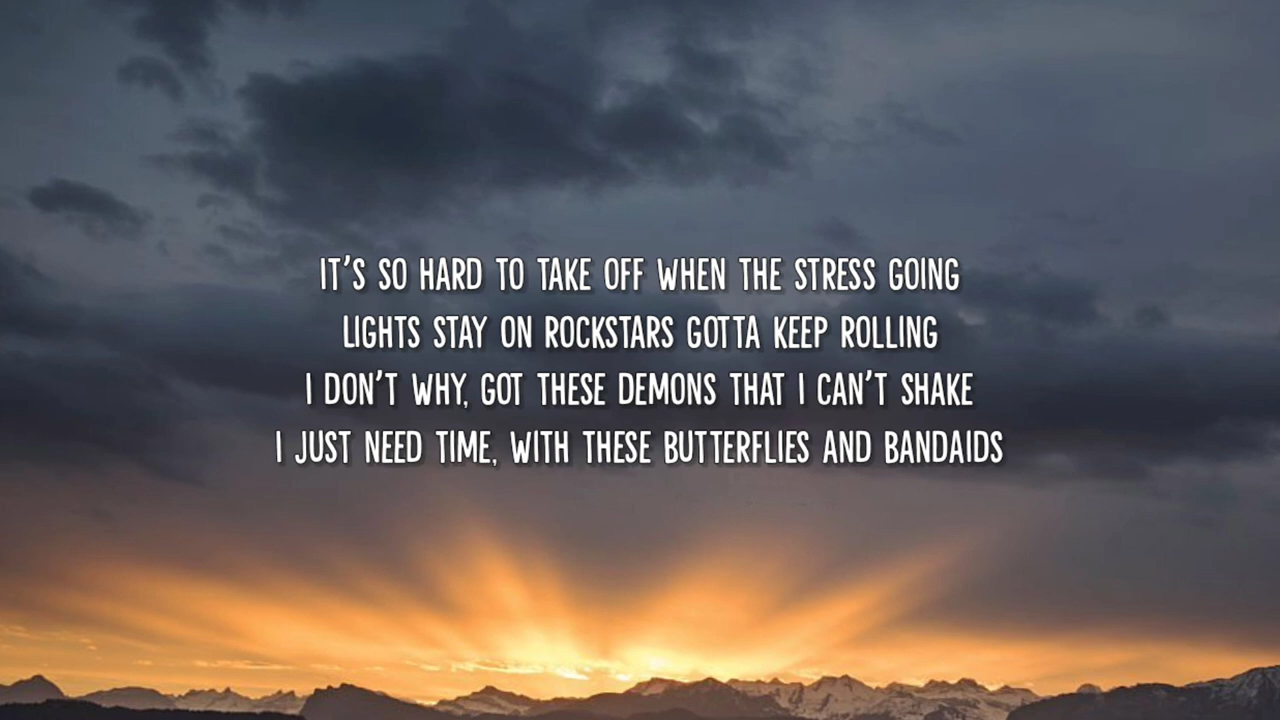 IT'S SO HARD TO TAKE OFF WHEN THE STRESS GOING
LIGHTS STAY ON ROCKSTARS GOTTA KEEP ROLLING
I DON'T WHY, GOT THESE DEMONS THAT I CAN'T SHAKE
I JUST NEED TIME, WITH THESE BUTTERFLIES AND BANDAIDS